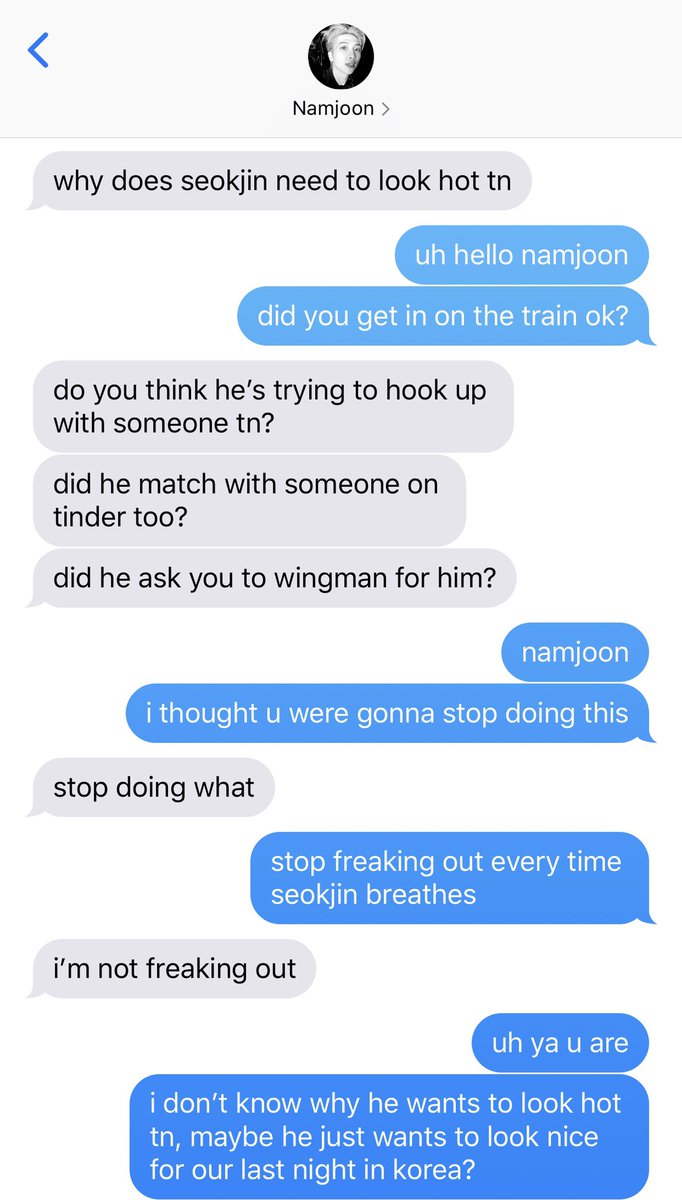 Namjoon
why does seokjin need to look hot tn
uh hello namjoon
did you get in on the train ok?
do you think he’s trying to hook up
with someone tn?
did he match with someone on
tinder too?
did he ask you to wingman for him?
namjoon
i thought u were gonna stop doing this
stop doing what
stop freaking out every time
seokjin breathes
i’m not freaking out
uh ya u are
i don’t know why he wants to look hot
tn, maybe he just wants to look nice
for our last night in korea?